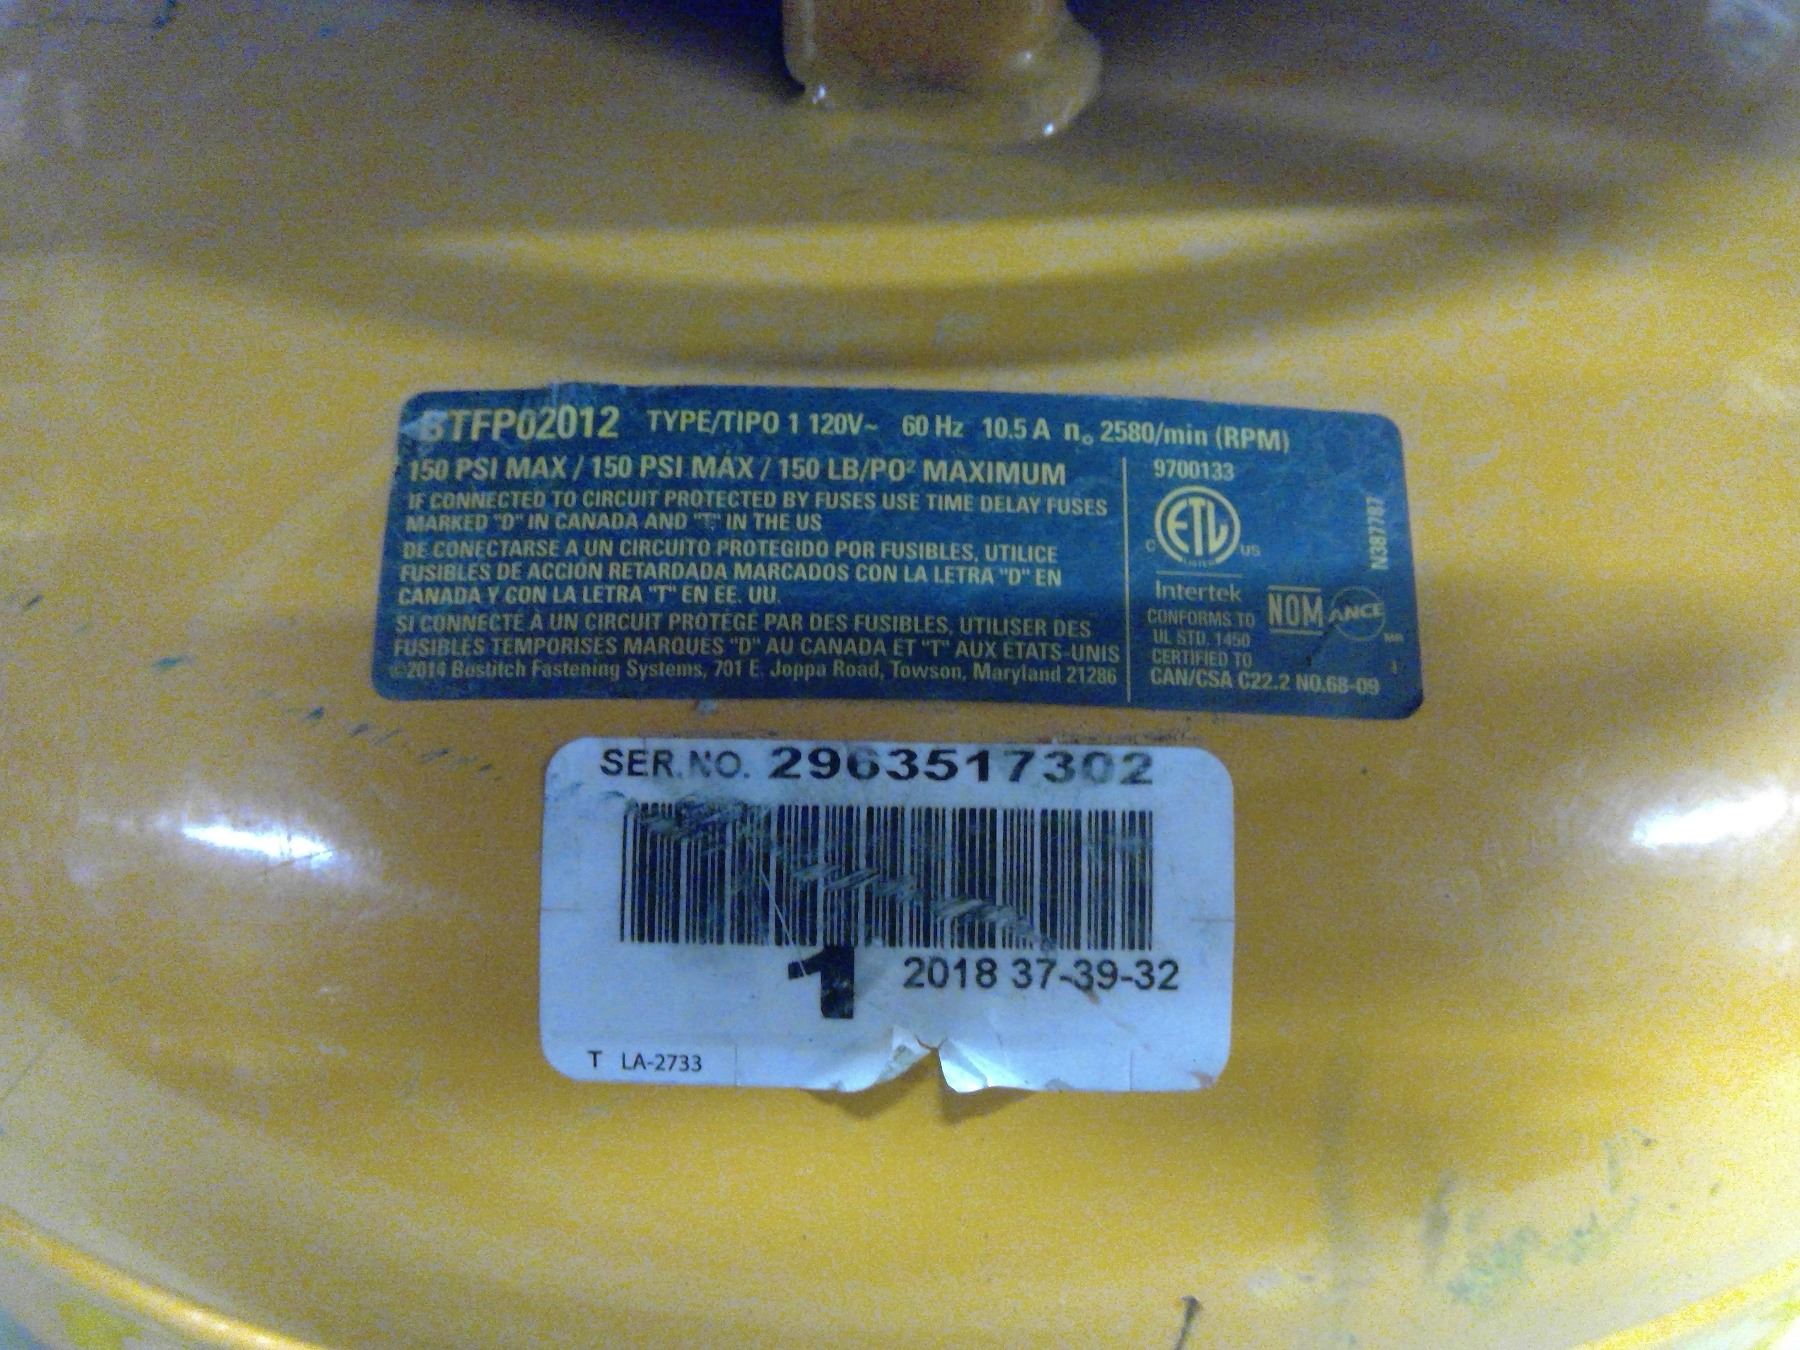 BTFP02012 TYPE/TIPO 1 120V~ 60 Hz 10.5 A n₀ 2580/min (RPM)
150 PSI MAX / 150 PSI MÁX / 150 LB/PO² MAXIMUM
IF CONNECTED TO CIRCUIT PROTECTED BY FUSES USE TIME DELAY FUSES
MARKED "D" IN CANADA AND "T" IN THE US
DE CONECTARSE A UN CIRCUITO PROTEGIDO POR FUSIBLES, UTILICE
FUSIBLES DE ACCIÓN RETARDADA MARCADOS CON LA LETRA "D" EN
CANADA Y CON LA LETRA "T" EN EE. UU.
SI CONNECTÉ À UN CIRCUIT PROTÉGÉ PAR DES FUSIBLES, UTILISER DES
FUSIBLES TEMPORISÉS MARQUÉS "D" AU CANADA ET "T" AUX ÉTATS-UNIS
©2014 Bostitch Fastening Systems, 701 E. Joppa Road, Towson, Maryland 21286
9700133
C ETL US
LISTED
Intertek
CONFORMS TO
UL STD. 1450
CERTIFIED TO
CAN/CSA C22.2 NO.68-09
NOM ANCE
N387787
SER.NO. 2963517302
1 2018 37-39-32
T LA-2733